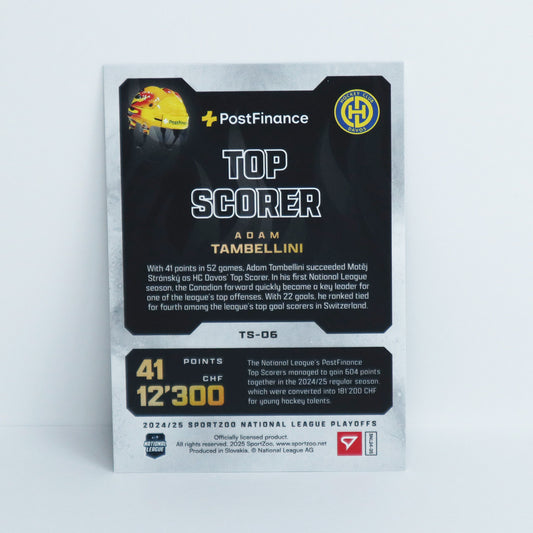 PostFinance
PostFinance
HOCKEY CLUB
HCD
DAVOS
TOP
SCORER
ADAM
TAMBELLINI
With 41 points in 52 games, Adam Tambellini succeeded Matěj
Stránský as HC Davos' Top Scorer. In his first National League
season, the Canadian forward quickly became a key leader for
one of the league's top offenses. With 22 goals, he ranked tied
for fourth among the league's top goal scorers in Switzerland.
TS-06
41 POINTS
CHF
12'300
The National League's PostFinance
Top Scorers managed to gain 604 points
together in the 2024/25 regular season,
which were converted into 181'200 CHF
for young hockey talents.
2024/25 SPORTZOO NATIONAL LEAGUE PLAYOFFS
NATIONAL
LEAGUE
Officially licensed product.
All rights reserved. 2025 SportZoo, www.sportzoo.net
Produced in Slovakia. © National League AG